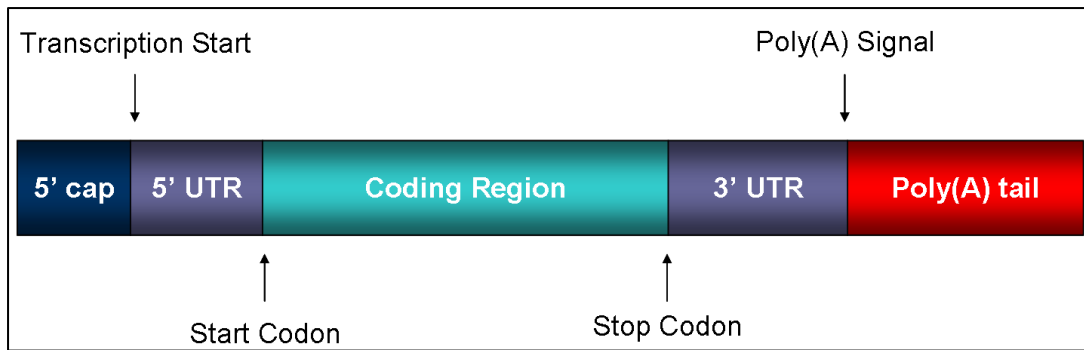 Transcription Start
Poly(A) Signal
5’ cap
5’ UTR
Coding Region
3’ UTR
Poly(A) tail
Start Codon
Stop Codon